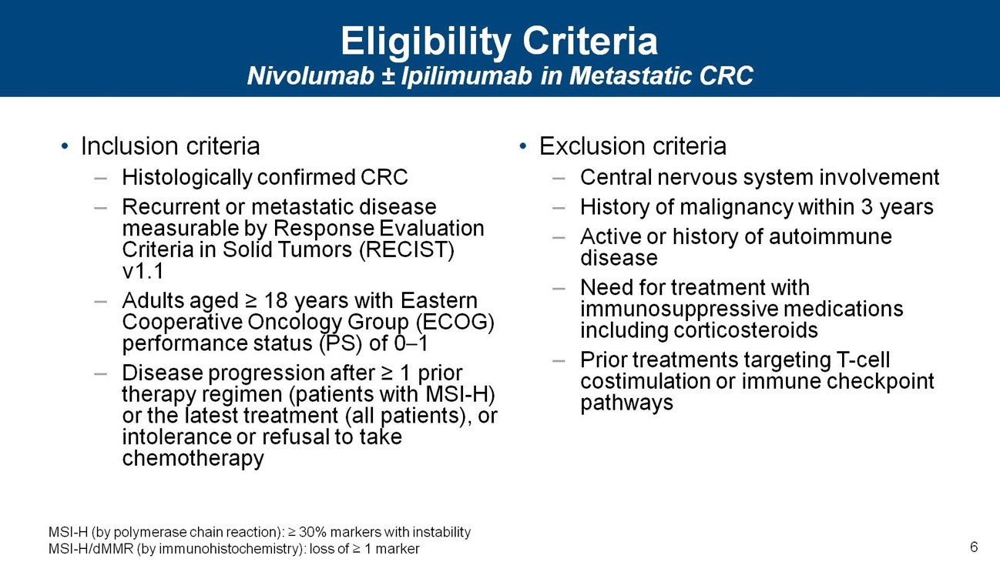 Eligibility Criteria
Nivolumab ± Ipilimumab in Metastatic CRC
• Inclusion criteria
– Histologically confirmed CRC
– Recurrent or metastatic disease
measurable by Response Evaluation
Criteria in Solid Tumors (RECIST)
v1.1
– Adults aged ≥ 18 years with Eastern
Cooperative Oncology Group (ECOG)
performance status (PS) of 0–1
– Disease progression after ≥ 1 prior
therapy regimen (patients with MSI-H)
or the latest treatment (all patients), or
intolerance or refusal to take
chemotherapy
• Exclusion criteria
– Central nervous system involvement
– History of malignancy within 3 years
– Active or history of autoimmune
disease
– Need for treatment with
immunosuppressive medications
including corticosteroids
– Prior treatments targeting T-cell
costimulation or immune checkpoint
pathways
MSI-H (by polymerase chain reaction): ≥ 30% markers with instability
MSI-H/dMMR (by immunohistochemistry): loss of ≥ 1 marker
6